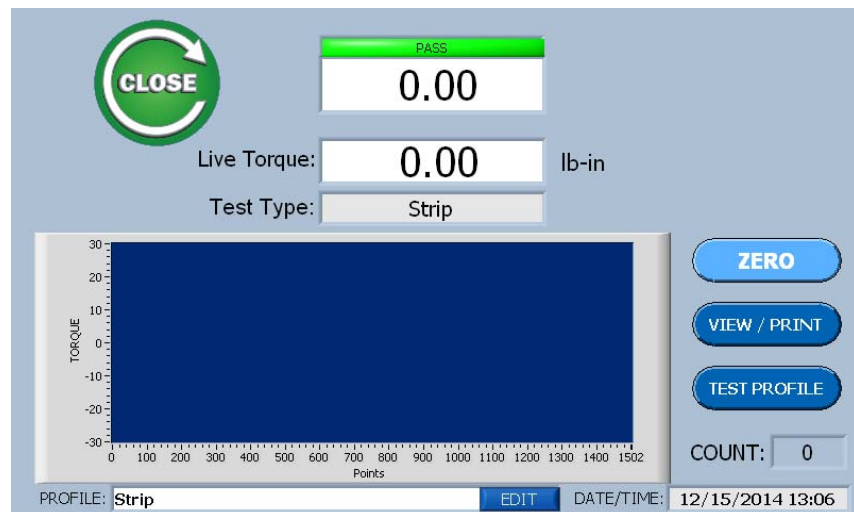 CLOSE
PASS
0.00
Live Torque: 0.00 lb-in
Test Type: Strip
30
20
10
0
-10
-20
-30
TORQUE
0 100 200 300 400 500 600 700 800 900 1000 1100 1200 1300 1400 1502
Points
ZERO
VIEW / PRINT
TEST PROFILE
COUNT: 0
PROFILE: Strip EDIT DATE/TIME: 12/15/2014 13:06